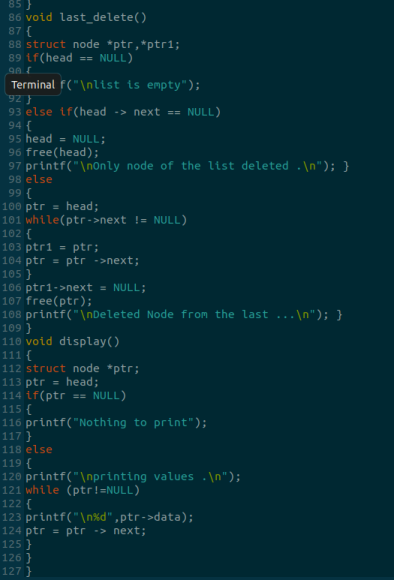 85 }
86 void last_delete()
87 {
88 struct node *ptr,*ptr1;
89 if(head == NULL)
90 {
Terminal f("\nlist is empty");
92 }
93 else if(head -> next == NULL)
94 {
95 head = NULL;
96 free(head);
97 printf("\nOnly node of the list deleted .\n"); }
98 else
99 {
100 ptr = head;
101 while(ptr->next != NULL)
102 {
103 ptr1 = ptr;
104 ptr = ptr ->next;
105 }
106 ptr1->next = NULL;
107 free(ptr);
108 printf("\nDeleted Node from the last ...\n"); }
109 }
110 void display()
111 {
112 struct node *ptr;
113 ptr = head;
114 if(ptr == NULL)
115 {
116 printf("Nothing to print");
117 }
118 else
119 {
120 printf("\nprinting values .\n");
121 while (ptr!=NULL)
122 {
123 printf("\n%d",ptr->data);
124 ptr = ptr -> next;
125 }
126 }
127 }